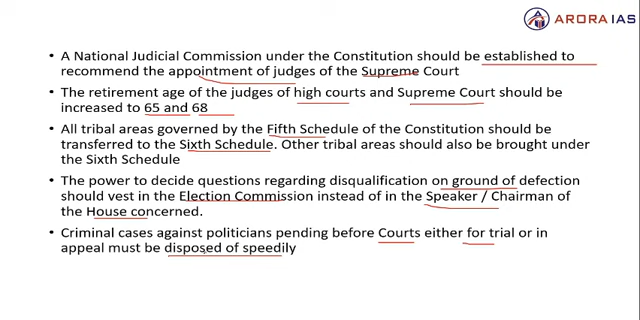 ARORA IAS
• A National Judicial Commission under the Constitution should be established to
recommend the appointment of judges of the Supreme Court
• The retirement age of the judges of high courts and Supreme Court should be
increased to 65 and 68
• All tribal areas governed by the Fifth Schedule of the Constitution should be
transferred to the Sixth Schedule. Other tribal areas should also be brought under
the Sixth Schedule
• The power to decide questions regarding disqualification on ground of defection
should vest in the Election Commission instead of in the Speaker / Chairman of
the House concerned.
• Criminal cases against politicians pending before Courts either for trial or in
appeal must be disposed of speedily